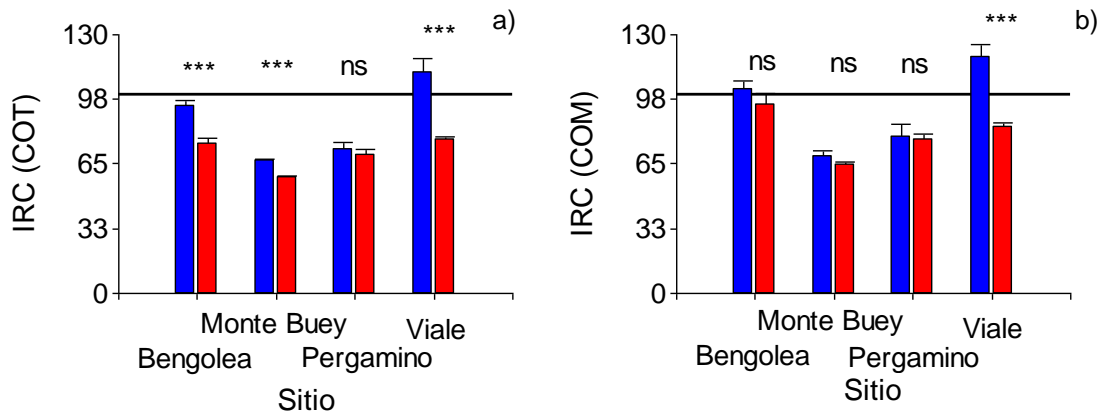 a)
130
98
65
33
0
IRC (COT)
*** *** ns ***
Monte Buey Viale
Bengolea Pergamino
Sitio
b)
130
98
65
33
0
IRC (COM)
ns ns ns ***
Monte Buey Viale
Bengolea Pergamino
Sitio